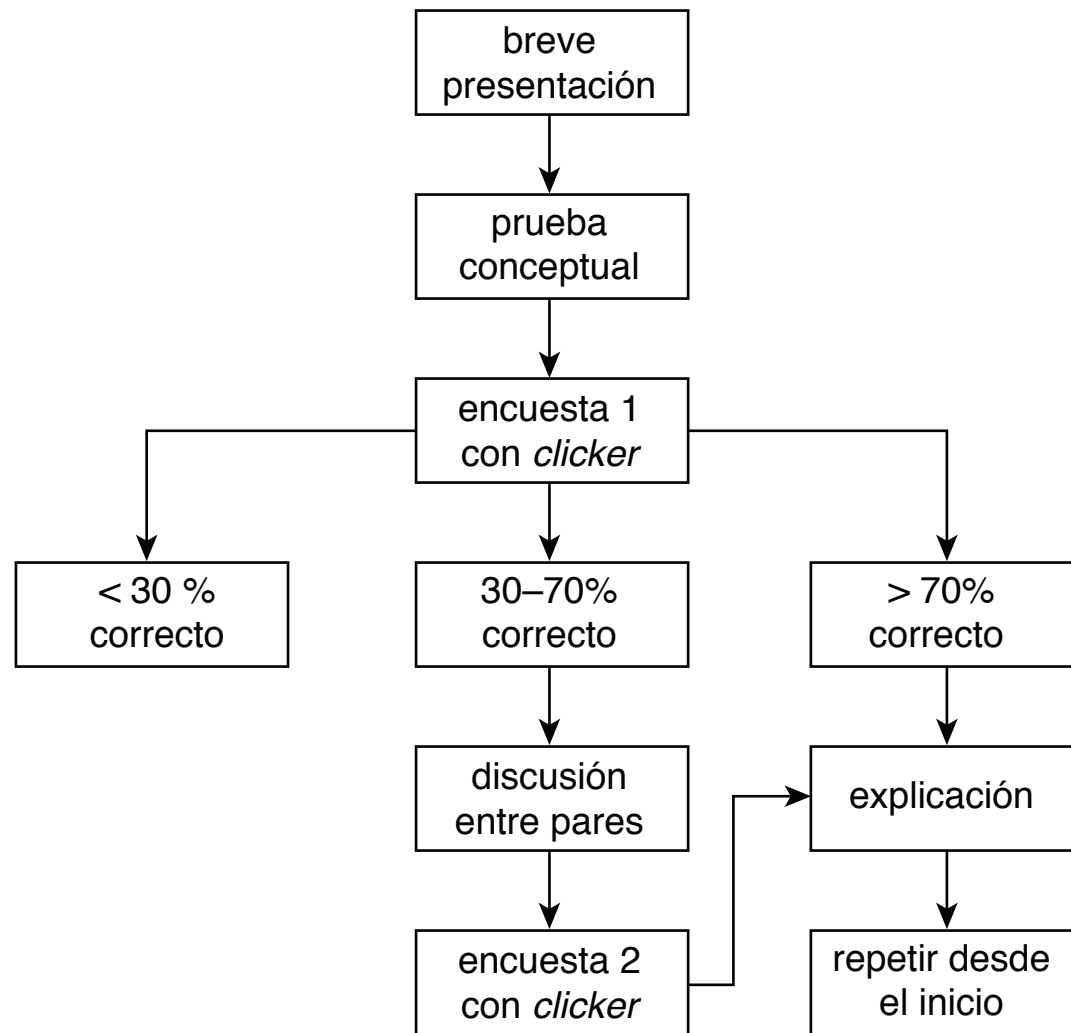 breve
presentación
prueba
conceptual
encuesta 1
con clicker
< 30 %
correcto
30–70%
correcto
> 70%
correcto
discusión
entre pares
explicación
encuesta 2
con clicker
repetir desde
el inicio